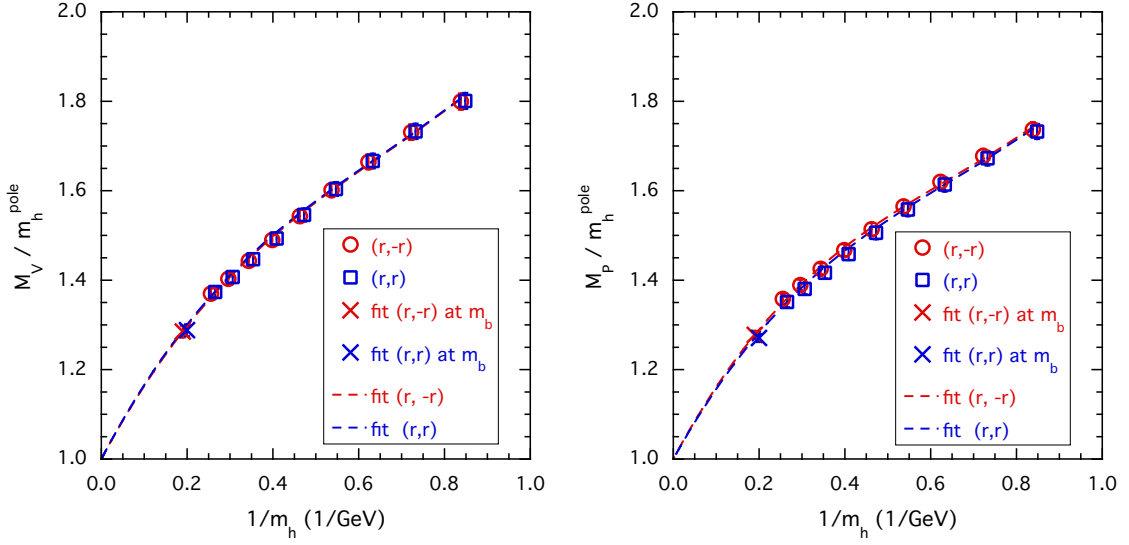 2.0
1.8
1.6
1.4
1.2
1.0
M_V / m_h^pole
(r,-r)
(r,r)
fit (r,-r) at m_b
fit (r,r) at m_b
fit (r, -r)
fit (r,r)
0.0 0.2 0.4 0.6 0.8 1.0
1/m_h (1/GeV)
2.0
1.8
1.6
1.4
1.2
1.0
M_P / m_h^pole
(r,-r)
(r,r)
fit (r,-r) at m_b
fit (r,r) at m_b
fit (r, -r)
fit (r,r)
0.0 0.2 0.4 0.6 0.8 1.0
1/m_h (1/GeV)